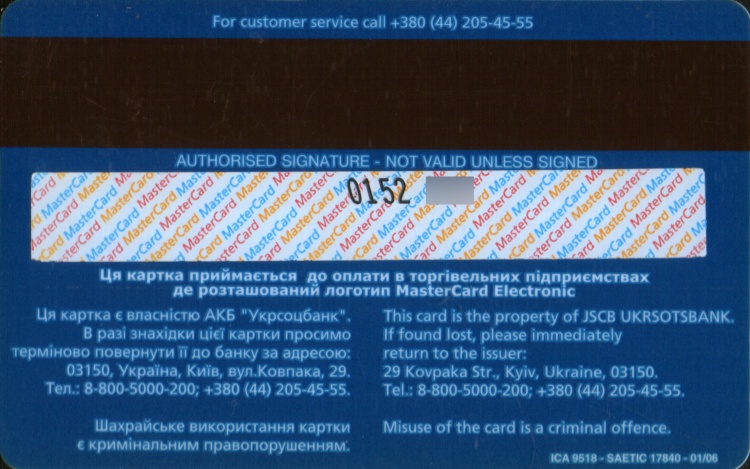 For customer service call +380 (44) 205-45-55
AUTHORISED SIGNATURE - NOT VALID UNLESS SIGNED
MasterCard MasterCard MasterCard MasterCard MasterCard
0152
Ця картка приймається до оплати в торгівельних підприємствах
де розташований логотип MasterCard Electronic
Ця картка є власністю АКБ "Укрсоцбанк".
В разі знахідки цієї картки просимо
терміново повернути її до банку за адресою:
03150, Україна, Київ, вул.Ковпака, 29.
Тел.: 8-800-5000-200; +380 (44) 205-45-55.
Шахрайське використання картки
є кримінальним правопорушенням.
This card is the property of JSCB UKRSOTSBANK.
If found lost, please immediately
return to the issuer:
29 Kovpaka Str., Kyiv, Ukraine, 03150.
Tel.: 8-800-5000-200; +380 (44) 205-45-55.
Misuse of the card is a criminal offence.
ICA 9518 - SAETIC 17840 - 01/06